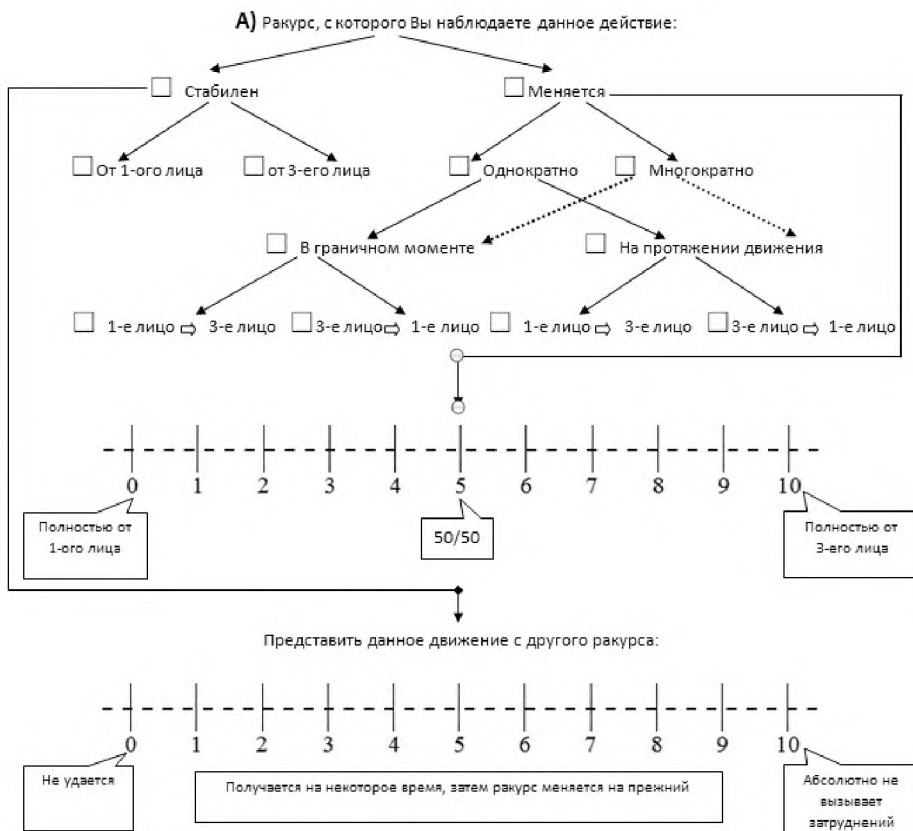 А) Ракурс, с которого Вы наблюдаете данное действие:
Стабилен Меняется
От 1-ого лица от 3-его лица Однократно Многократно
В граничном моменте На протяжении движения
1-е лицо ⇨ 3-е лицо 3-е лицо ⇨ 1-е лицо 1-е лицо ⇨ 3-е лицо 3-е лицо ⇨ 1-е лицо
0 1 2 3 4 5 6 7 8 9 10
Полностью от
1-ого лица
50/50
Полностью от
3-его лица
Представить данное движение с другого ракурса:
0 1 2 3 4 5 6 7 8 9 10
Не удается
Получается на некоторое время, затем ракурс меняется на прежний
Абсолютно не
вызывает
затруднений